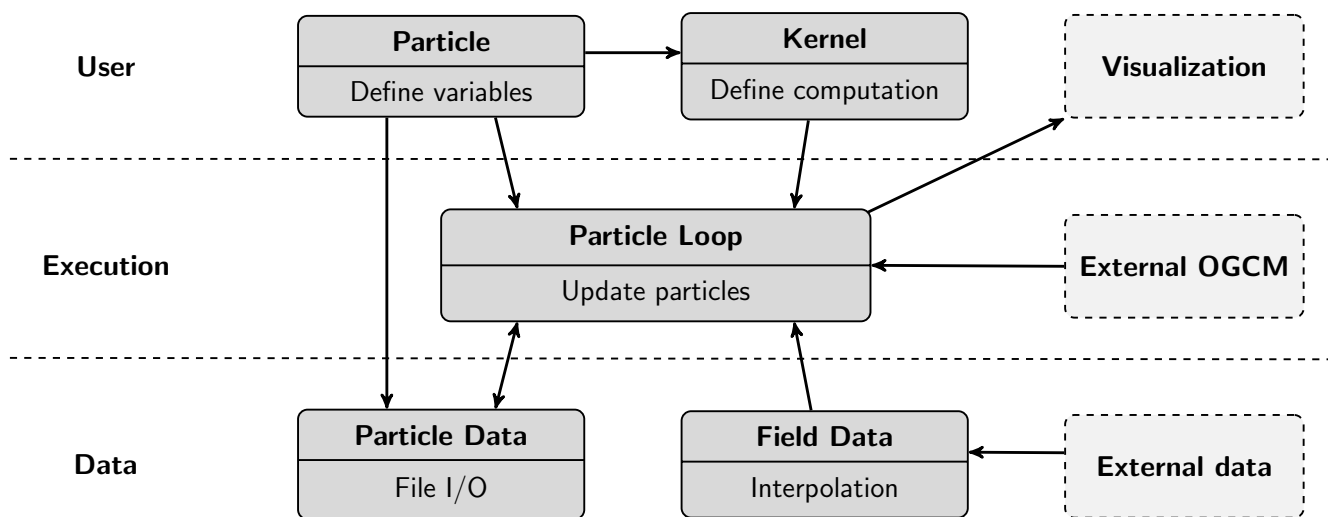 User
Particle
Define variables
Kernel
Define computation
Visualization
Execution
Particle Loop
Update particles
External OGCM
Data
Particle Data
File I/O
Field Data
Interpolation
External data